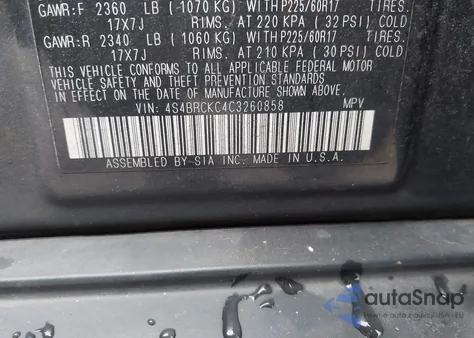 GAWR:F 2360 LB (-1070 KG) WITH P225/60R17 TIRES.
17X7J RIMS. AT 220 KPA ( 32 PSI) COLD
GAWR:R 2340 LB ( 1060 KG) WITH P225/60R17 TIRES.
17X7J RIMS. AT 210 KPA ( 30 PSI) COLD
THIS VEHICLE CONFORMS TO ALL APPLICABLE FEDERAL MOTOR
VEHICLE SAFETY AND THEFT PREVENTION STANDARDS
IN EFFECT ON THE DATE OF MANUFACTURE SHOWN ABOVE.
VIN: 4S4BRCKC4C3260858 MPV
ASSEMBLED BY SIA INC. MADE IN U.S.A.
autoSnap